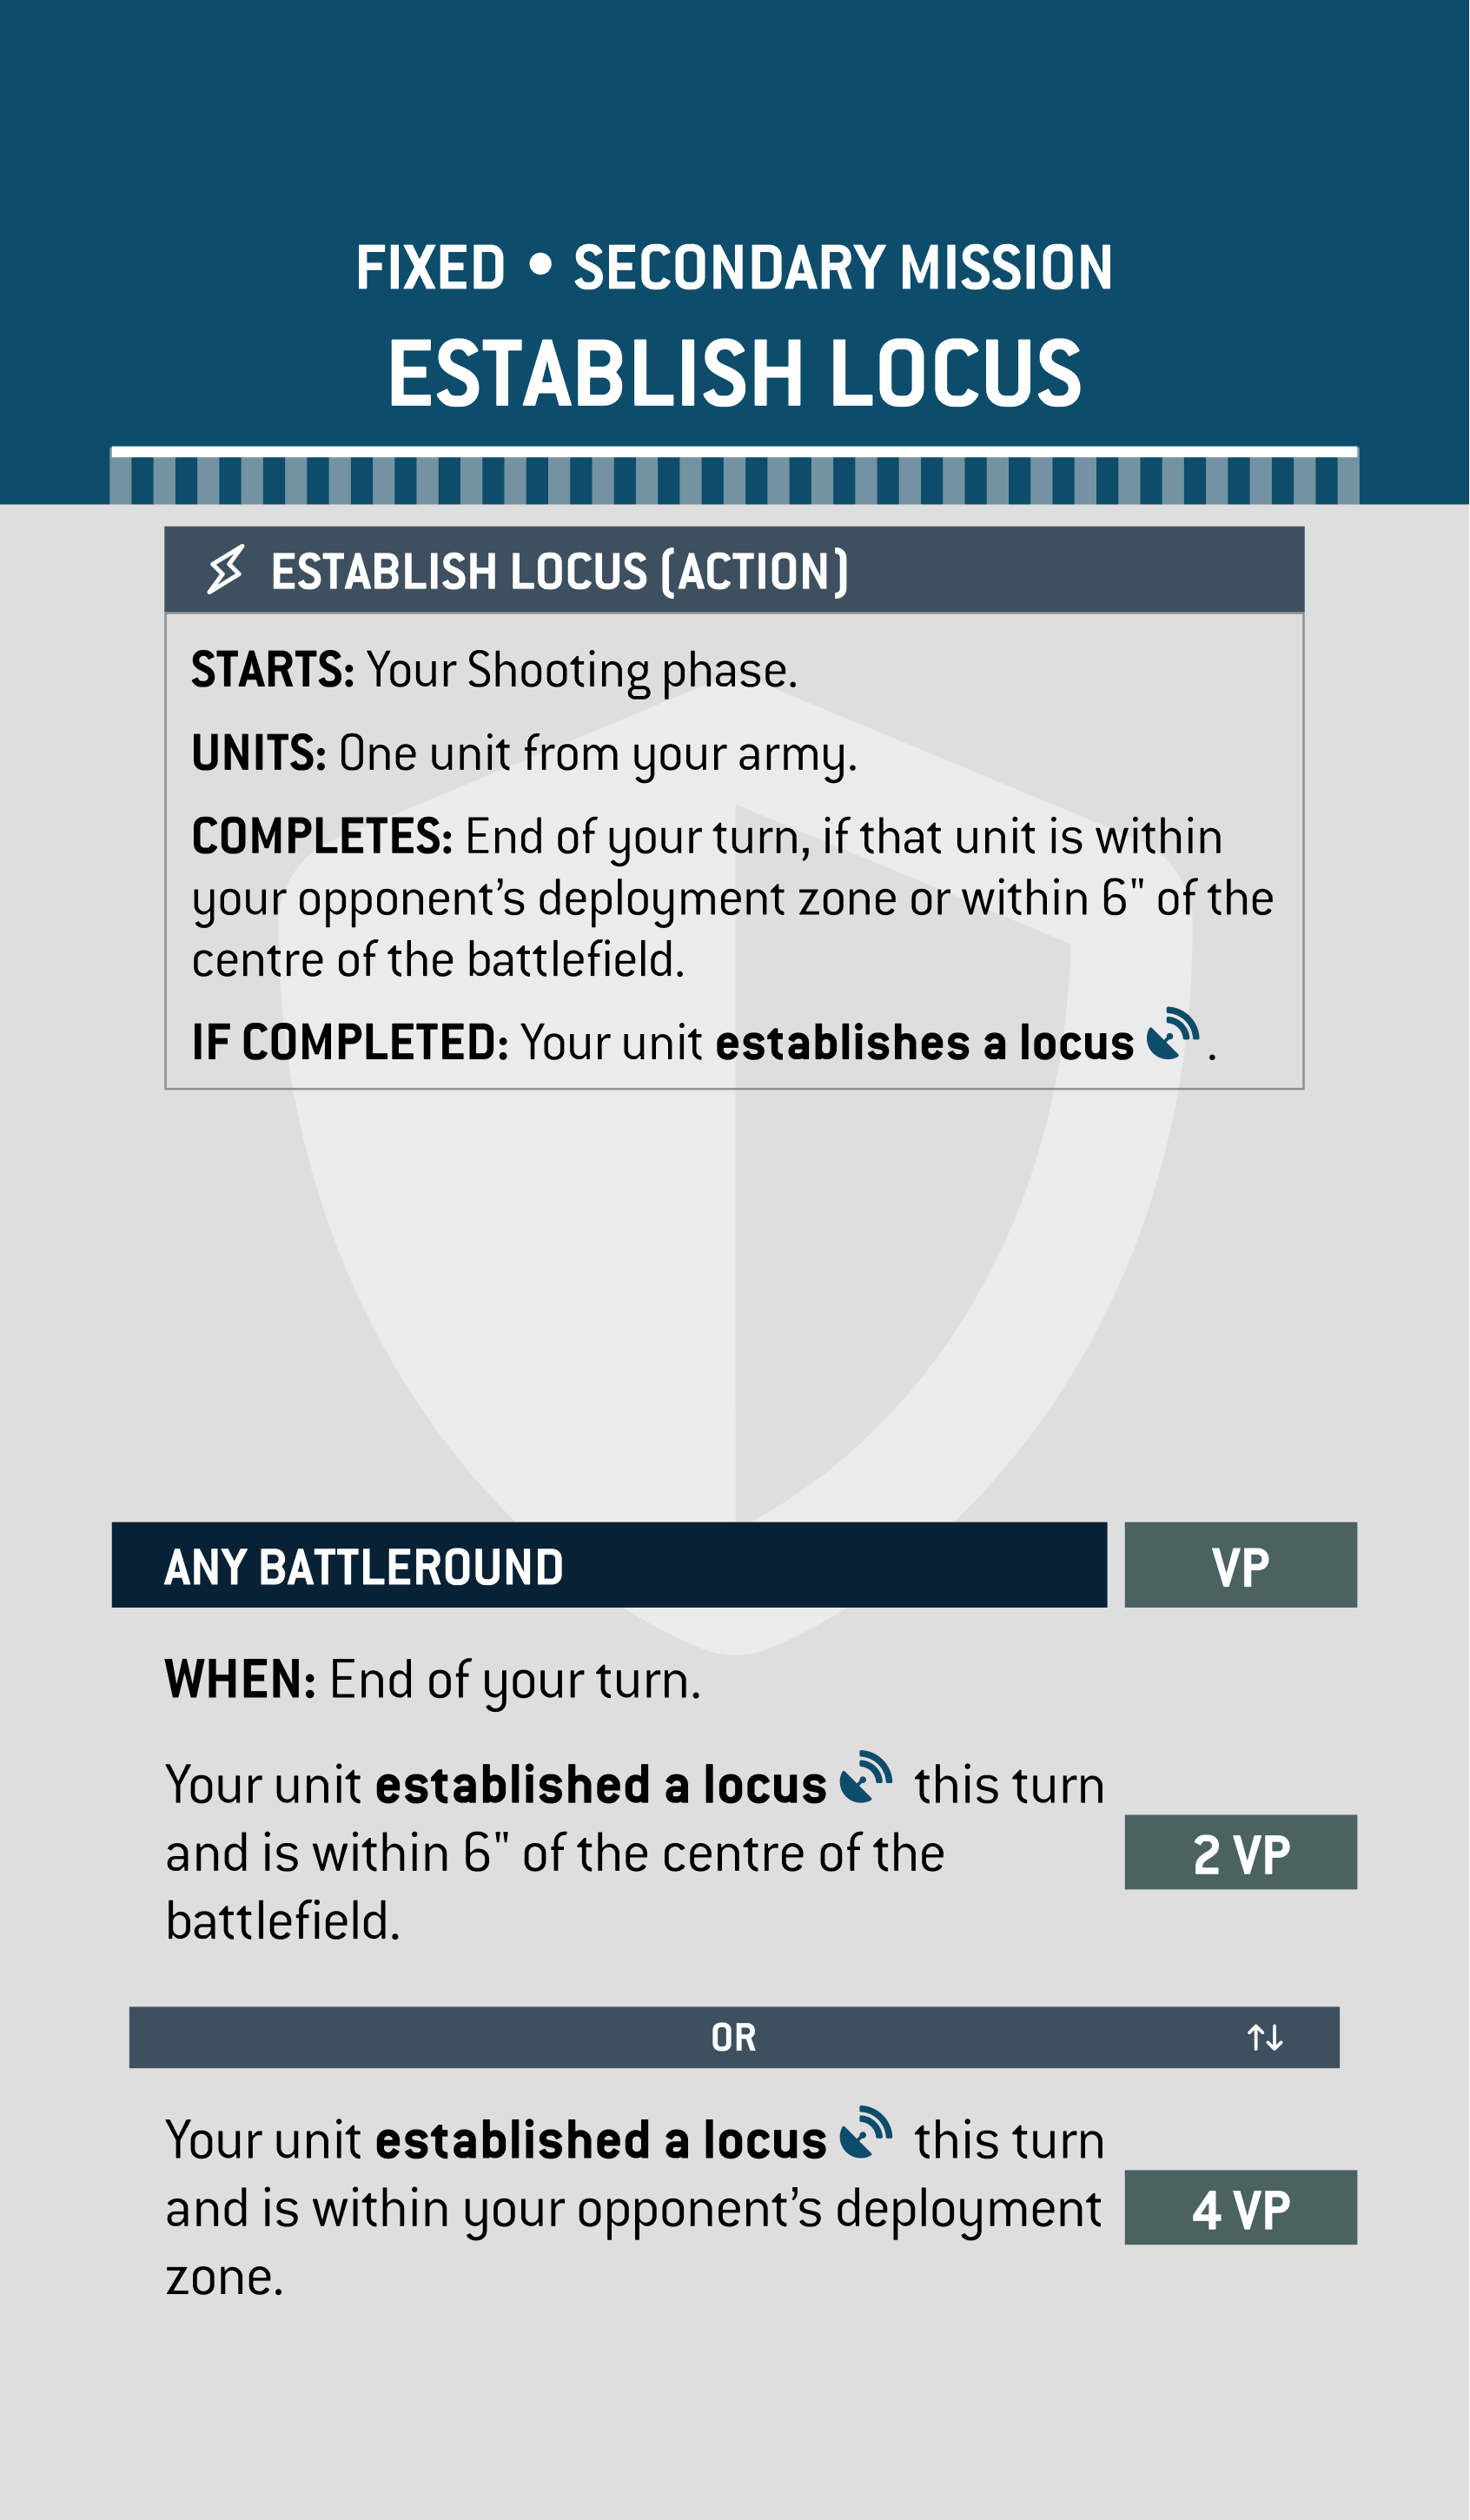 FIXED • SECONDARY MISSION
ESTABLISH LOCUS
ESTABLISH LOCUS (ACTION)
STARTS: Your Shooting phase.
UNITS: One unit from your army.
COMPLETES: End of your turn, if that unit is within
your opponent’s deployment zone or within 6" of the
centre of the battlefield.
IF COMPLETED: Your unit establishes a locus .
ANY BATTLEROUND
VP
WHEN: End of your turn.
Your unit established a locus this turn
and is within 6" of the centre of the
battlefield.
2 VP
OR
Your unit established a locus this turn
and is within your opponent’s deployment
zone.
4 VP